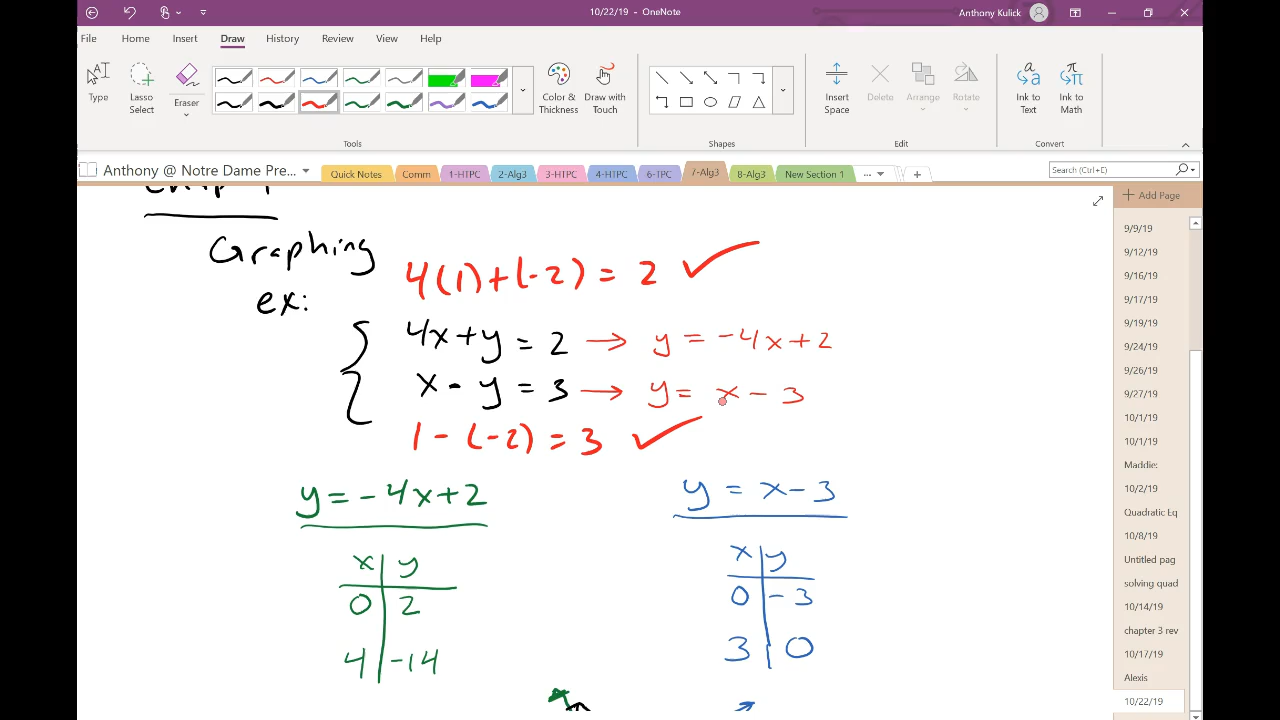 10/22/19 - OneNote
Anthony Kulick
File Home Insert Draw History Review View Help
Type
Lasso Select
Eraser
Color & Thickness
Draw with Touch
Insert Space
Delete
Arrange
Rotate
Ink to Text
Ink to Math
Tools Shapes Edit Convert
Anthony @ Notre Dame Pre...
Quick Notes Comm 1-HTPC 2-Alg3 3-HTPC 4-HTPC 6-TPC 7-Alg3 8-Alg3 New Section 1 ... +
Search (Ctrl+E)
Add Page
9/9/19
9/12/19
9/16/19
9/17/19
9/19/19
9/24/19
9/26/19
9/27/19
10/1/19
10/1/19
Maddie:
10/2/19
Quadratic Eq
10/8/19
Untitled pag
solving quad
10/14/19
chapter 3 rev
10/17/19
Alexis
10/22/19
Graphing
ex:
4(1)+(-2) = 2 ✓
4x+y = 2 → y = -4x+2
x - y = 3 → y = x - 3
1 - (-2) = 3 ✓
y = -4x+2
x y
0 2
4 -14
y = x-3
x y
0 -3
3 0